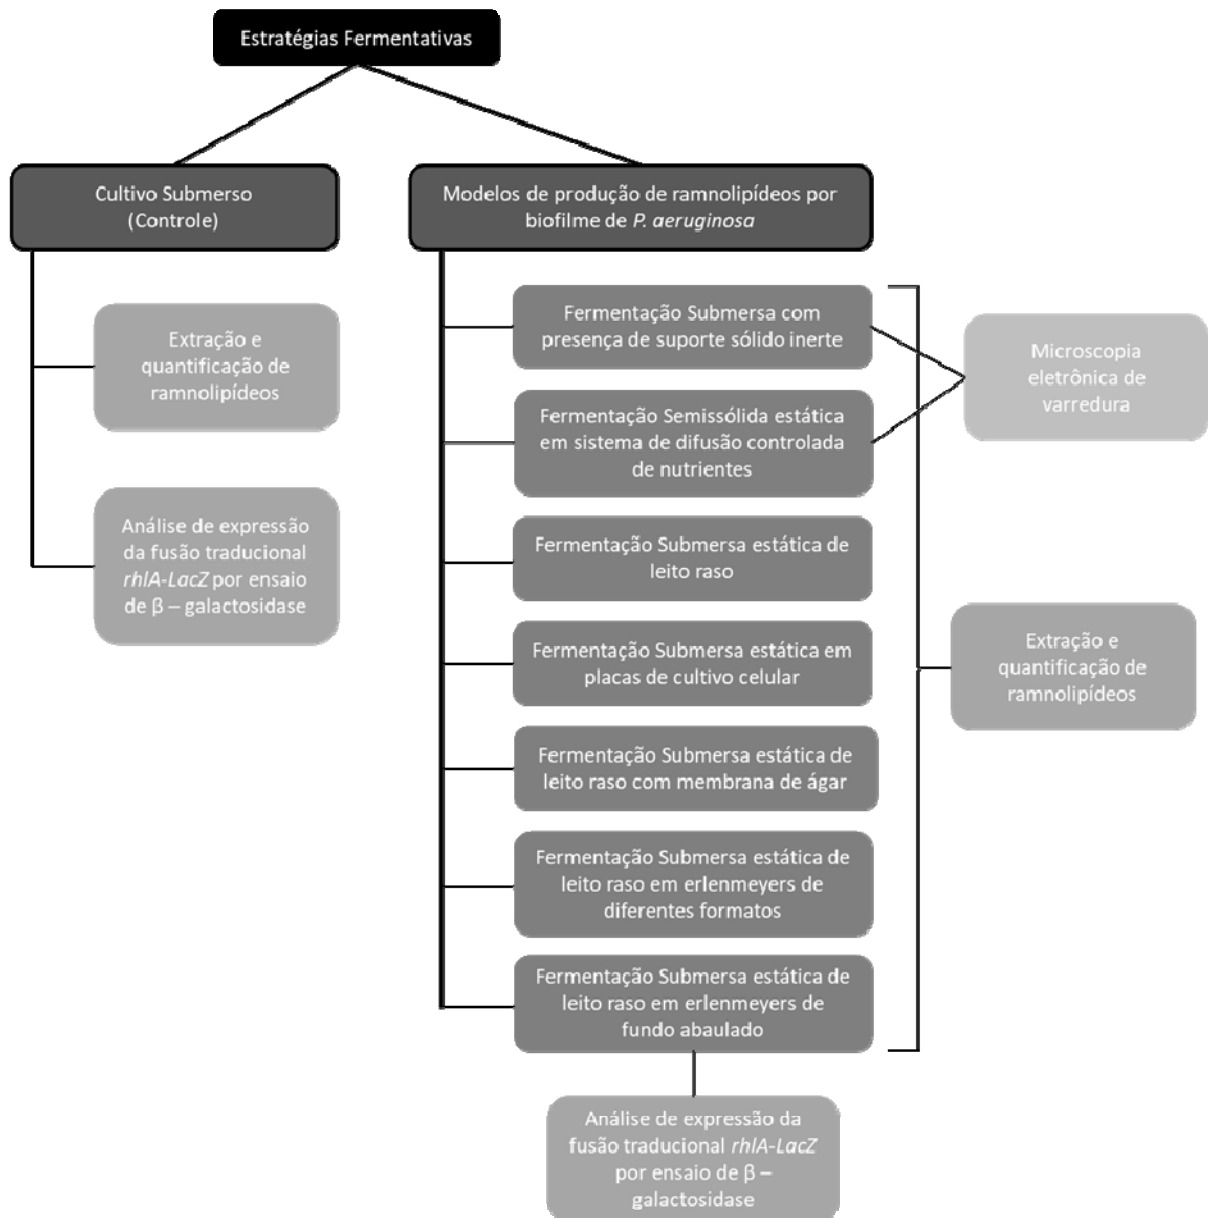 Estratégias Fermentativas
Cultivo Submerso
(Controle)
Extração e
quantificação de
ramnolipídeos
Análise de expressão
da fusão traducional
rhlA-LacZ por ensaio
de β – galactosidase
Modelos de produção de ramnolipídeos por
biofilme de P. aeruginosa
Fermentação Submersa com
presença de suporte sólido inerte
Fermentação Semissólida estática
em sistema de difusão controlada
de nutrientes
Fermentação Submersa estática de
leito raso
Fermentação Submersa estática em
placas de cultivo celular
Fermentação Submersa estática de
leito raso com membrana de ágar
Fermentação Submersa estática de
leito raso em erlenmeyers de
diferentes formatos
Fermentação Submersa estática de
leito raso em erlenmeyers de
fundo abaulado
Análise de expressão da
fusão traducional rhlA-LacZ
por ensaio de β –
galactosidase
Microscopia
eletrônica de
varredura
Extração e
quantificação de
ramnolipídeos